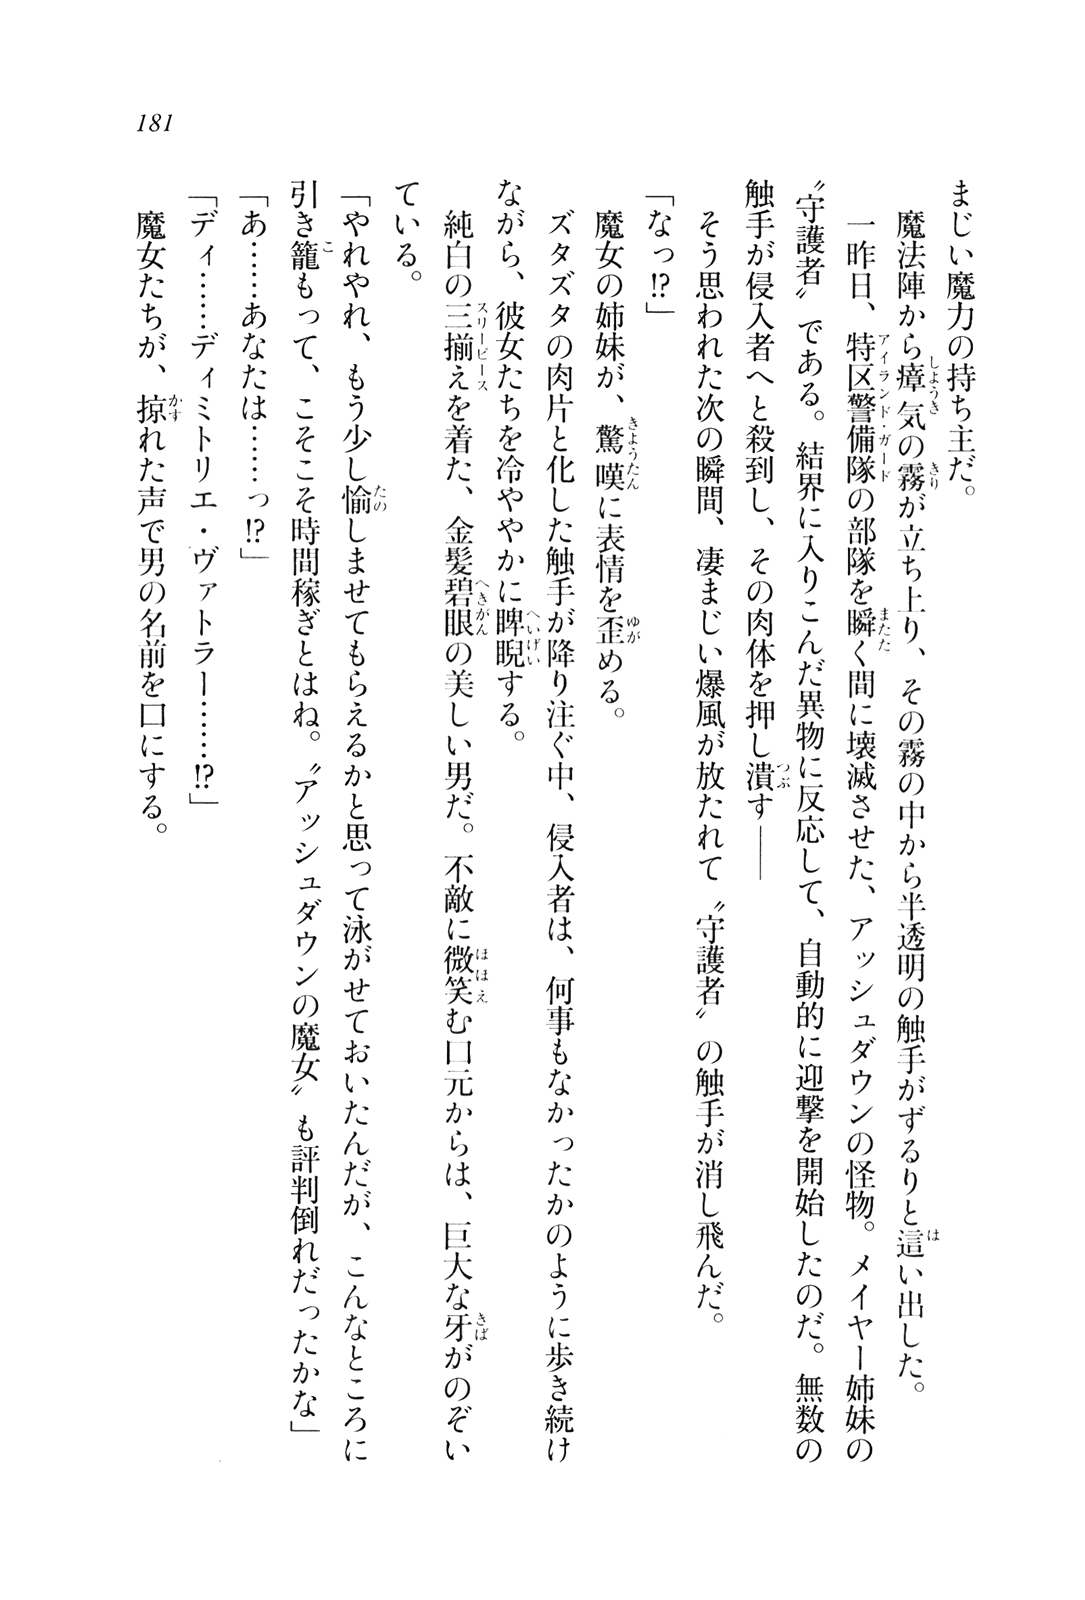 181
まじい魔力の持ち主だ。
魔法陣から瘴気の霧が立ち上り、その霧の中から半透明の触手がずるりと這い出した。
一昨日、特区警備隊の部隊を瞬く間に壊滅させた、アッシュダウンの怪物。メイヤー姉妹の
〝守護者〟である。結界に入りこんだ異物に反応して、自動的に迎撃を開始したのだ。無数の
触手が侵入者へと殺到し、その肉体を押し潰す――
そう思われた次の瞬間、凄まじい爆風が放たれて〝守護者〟の触手が消し飛んだ。
「なっ!?」
魔女の姉妹が、驚嘆に表情を歪める。
ズタズタの肉片と化した触手が降り注ぐ中、侵入者は、何事もなかったかのように歩き続け
ながら、彼女たちを冷ややかに睥睨する。
純白の三揃えを着た、金髪碧眼の美しい男だ。不敵に微笑む口元からは、巨大な牙がのぞい
ている。
「やれやれ、もう少し愉しませてもらえるかと思って泳がせておいたんだが、こんなところに
引き籠もって、こそこそ時間稼ぎとはね。〝アッシュダウンの魔女〟も評判倒れだったかな」
「あ……あなたは……っ!?」
「ディ……ディミトリエ・ヴァトラー……!?」
魔女たちが、掠れた声で男の名前を口にする。